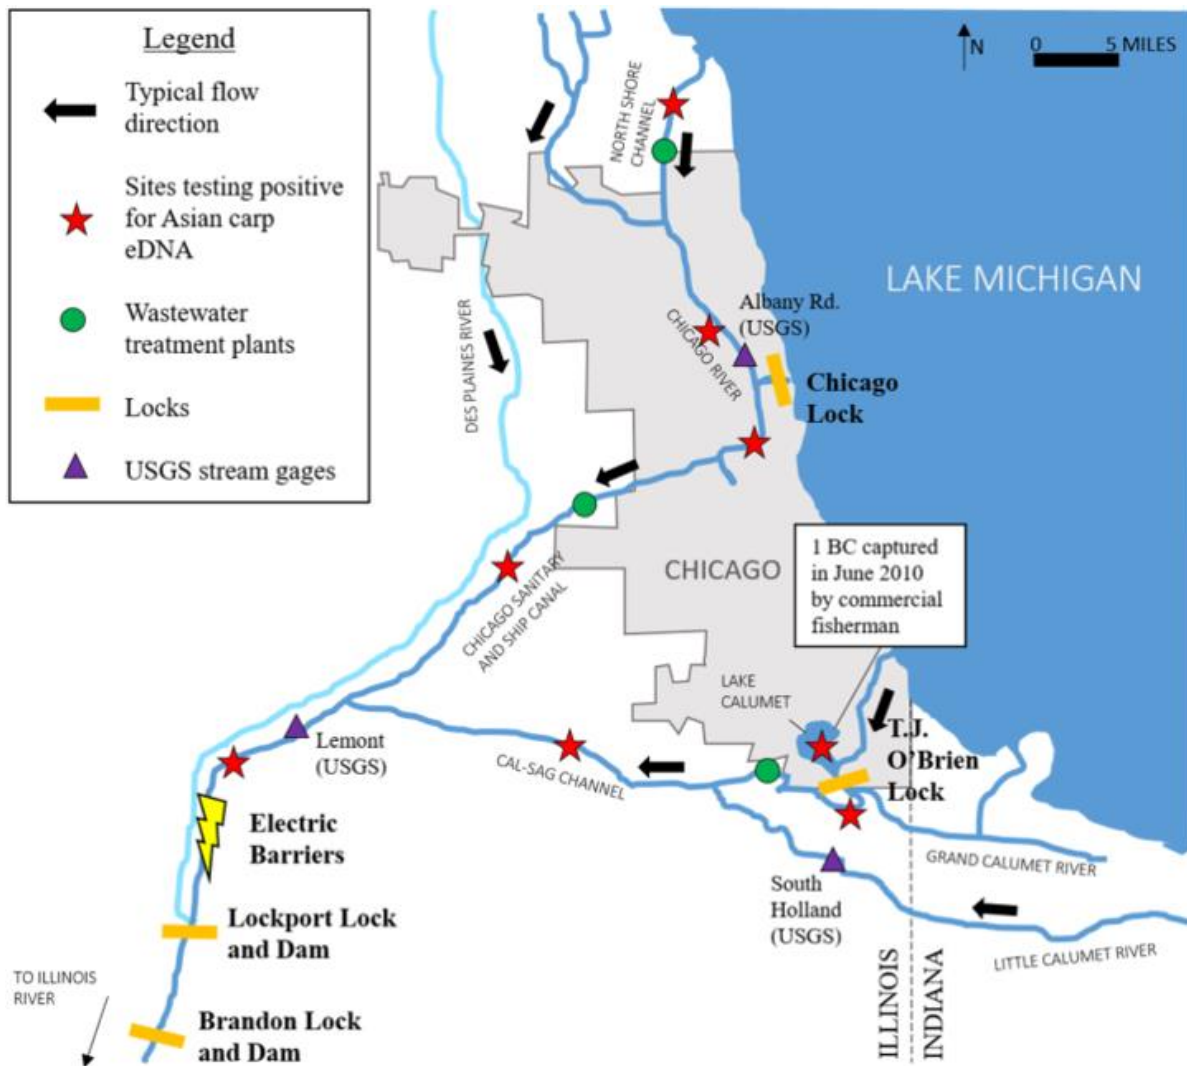 Legend
Typical flow
direction
Sites testing positive
for Asian carp
eDNA
Wastewater
treatment plants
Locks
USGS stream gages
N
0 5 MILES
NORTH SHORE
CHANNEL
LAKE MICHIGAN
DES PLAINES RIVER
CHICAGO RIVER
Albany Rd.
(USGS)
Chicago
Lock
1 BC captured
in June 2010
by commercial
fisherman
CHICAGO
CHICAGO SANITARY
AND SHIP CANAL
LAKE
CALUMET
T.J.
O'Brien
Lock
Lemont
(USGS)
CAL-SAG CHANNEL
Electric
Barriers
GRAND CALUMET RIVER
South
Holland
(USGS)
Lockport Lock
and Dam
LITTLE CALUMET RIVER
TO ILLINOIS
RIVER
ILLINOIS
INDIANA
Brandon Lock
and Dam